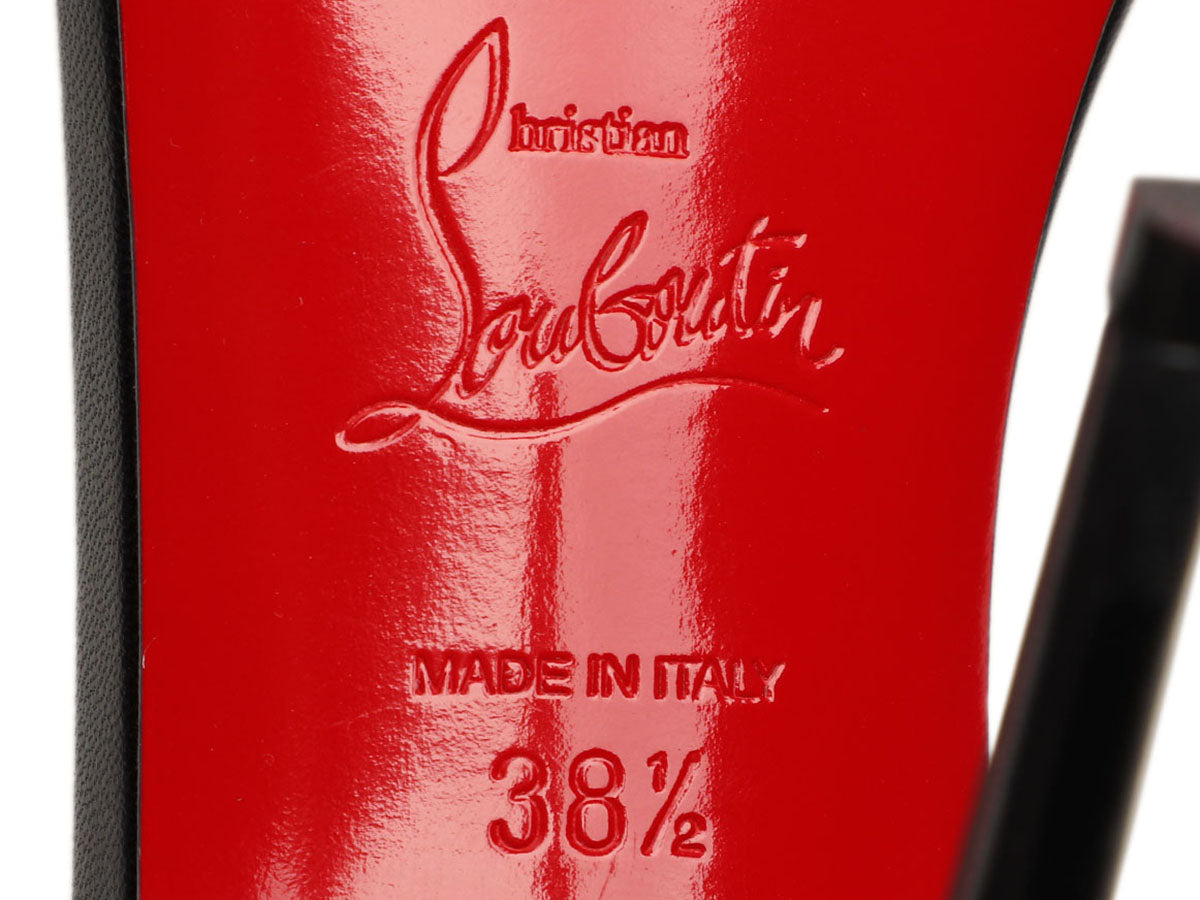 Christian
Louboutin
MADE IN ITALY
38½